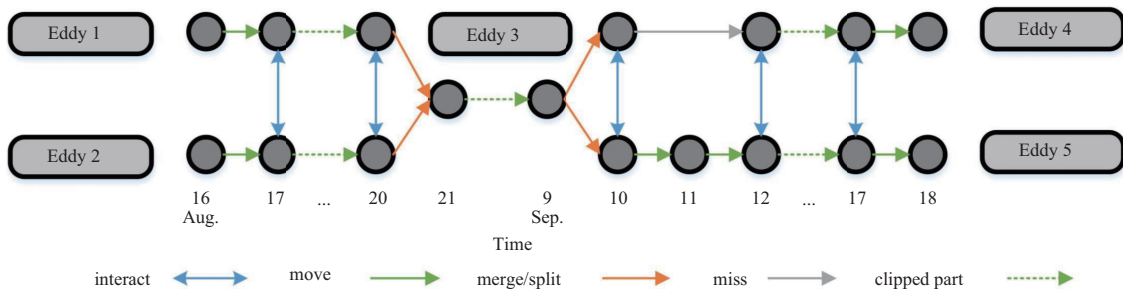 Eddy 1
Eddy 3
Eddy 4
Eddy 2
Eddy 5
16 17 ... 20 21 9 10 11 12 ... 17 18
Aug. Sep.
Time
interact move merge/split miss clipped part